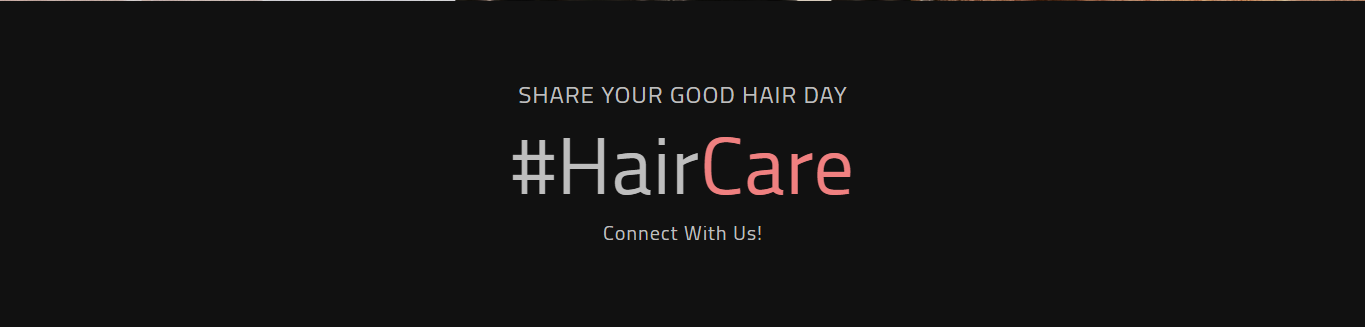 SHARE YOUR GOOD HAIR DAY
#HairCare
Connect With Us!